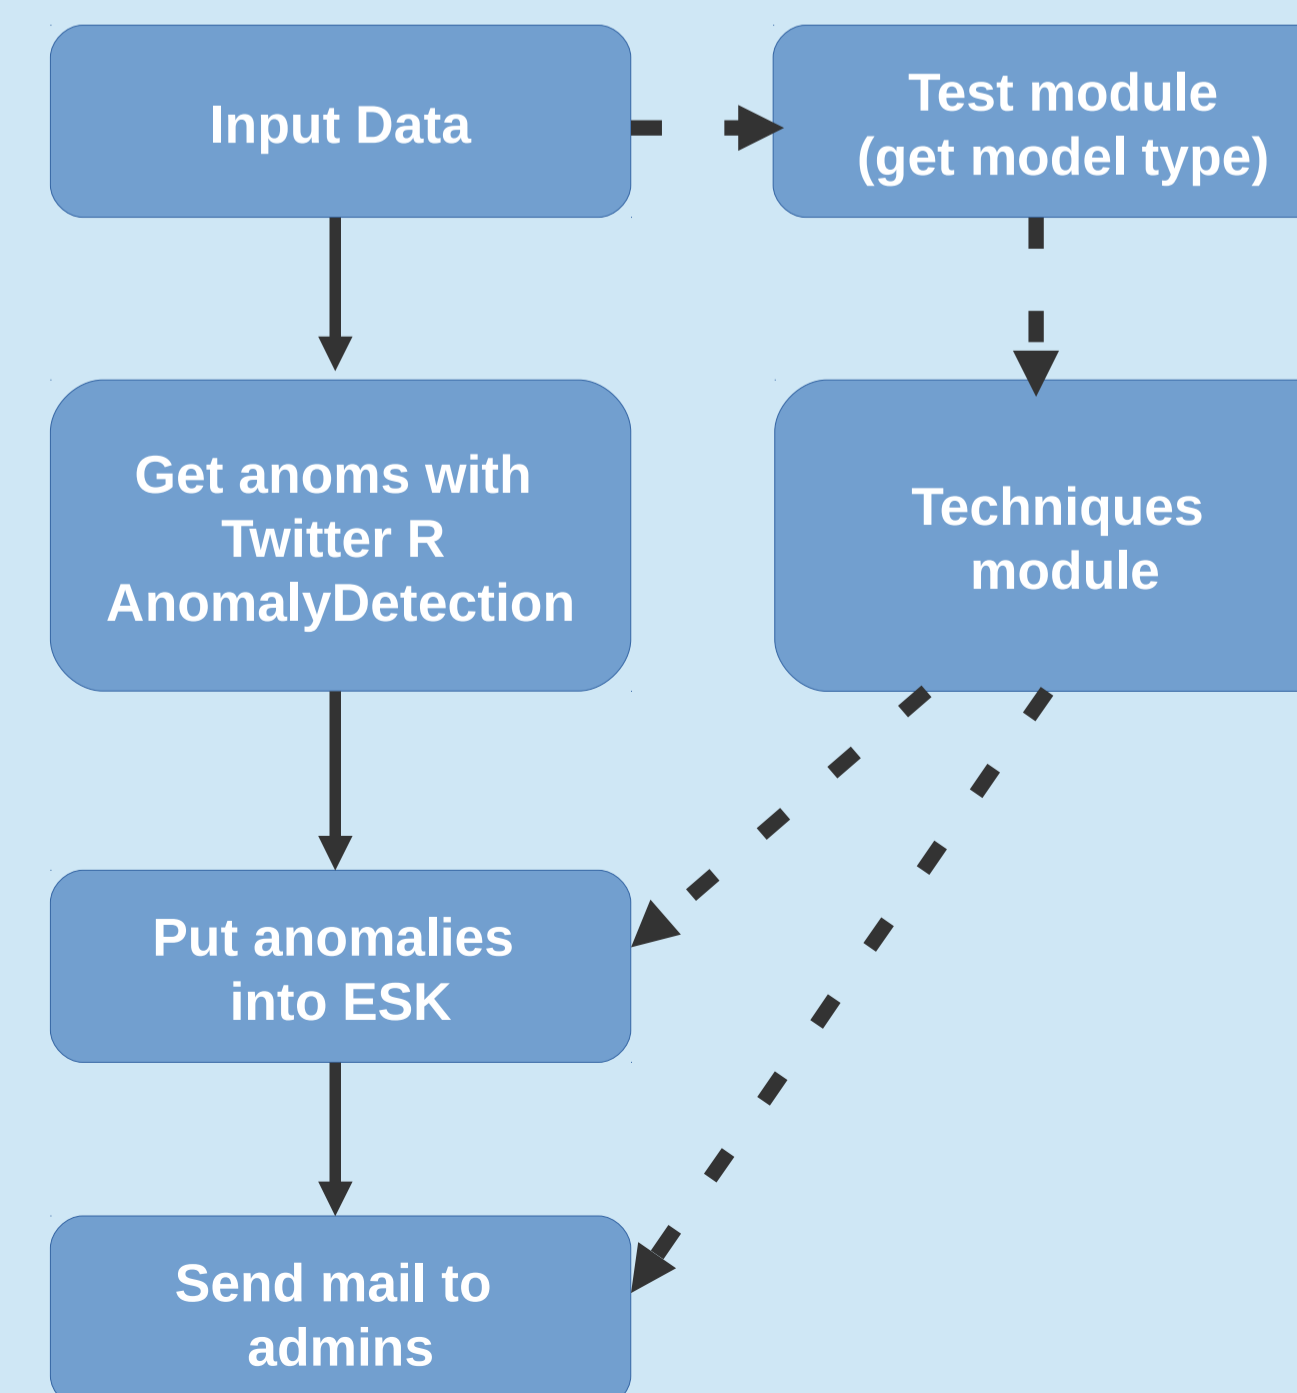 Input Data
Test module
(get model type)
Get anoms with
Twitter R
AnomalyDetection
Techniques
module
Put anomalies
into ESK
Send mail to
admins